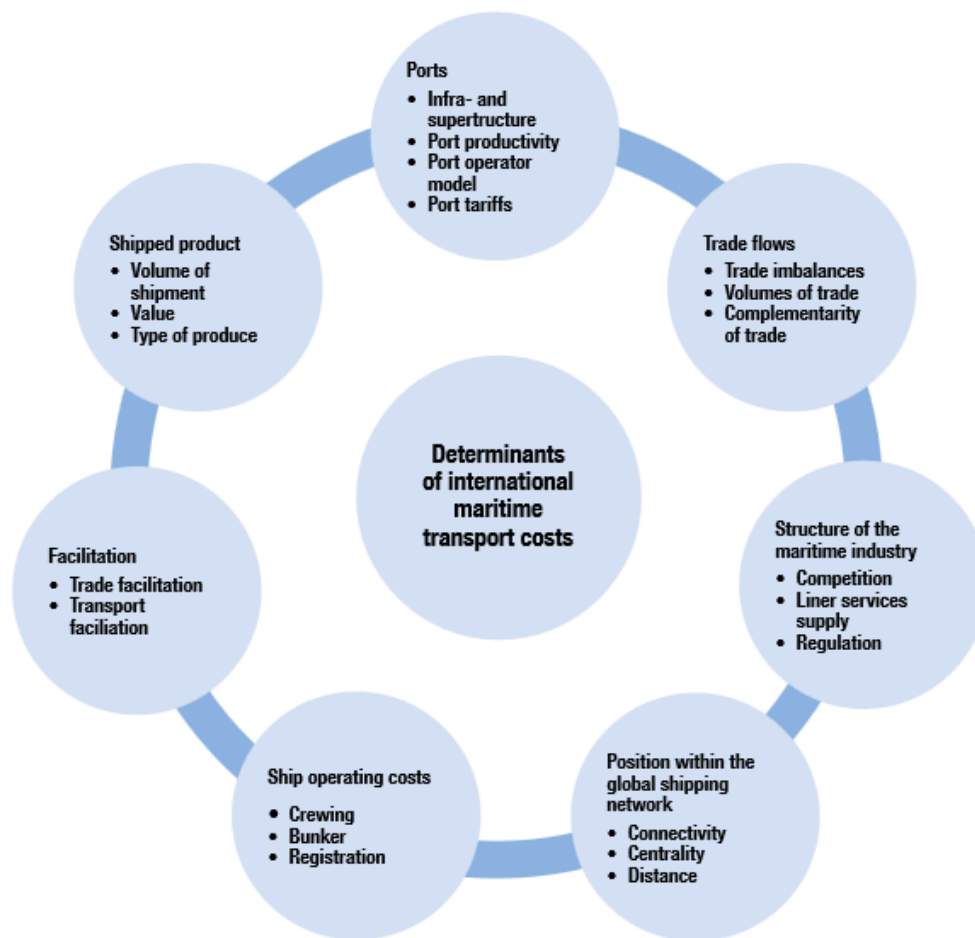 Ports
• Infra- and
supertructure
• Port productivity
• Port operator
model
• Port tariffs
Shipped product
• Volume of
shipment
• Value
• Type of produce
Trade flows
• Trade imbalances
• Volumes of trade
• Complementarity
of trade
Determinants
of international
maritime
transport costs
Facilitation
• Trade facilitation
• Transport
faciliation
Structure of the
maritime industry
• Competition
• Liner services
supply
• Regulation
Ship operating costs
• Crewing
• Bunker
• Registration
Position within the
global shipping
network
• Connectivity
• Centrality
• Distance